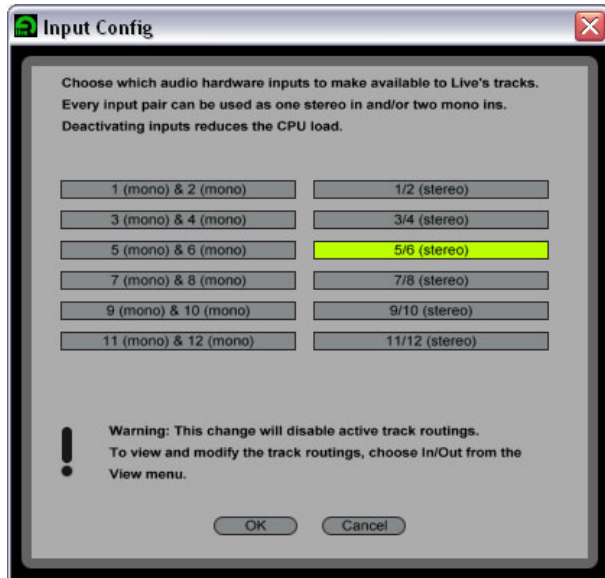 Input Config
Choose which audio hardware inputs to make available to Live's tracks.
Every input pair can be used as one stereo in and/or two mono ins.
Deactivating inputs reduces the CPU load.
1 (mono) & 2 (mono)
1/2 (stereo)
3 (mono) & 4 (mono)
3/4 (stereo)
5 (mono) & 6 (mono)
5/6 (stereo)
7 (mono) & 8 (mono)
7/8 (stereo)
9 (mono) & 10 (mono)
9/10 (stereo)
11 (mono) & 12 (mono)
11/12 (stereo)
Warning: This change will disable active track routings.
To view and modify the track routings, choose In/Out from the
View menu.
OK
Cancel